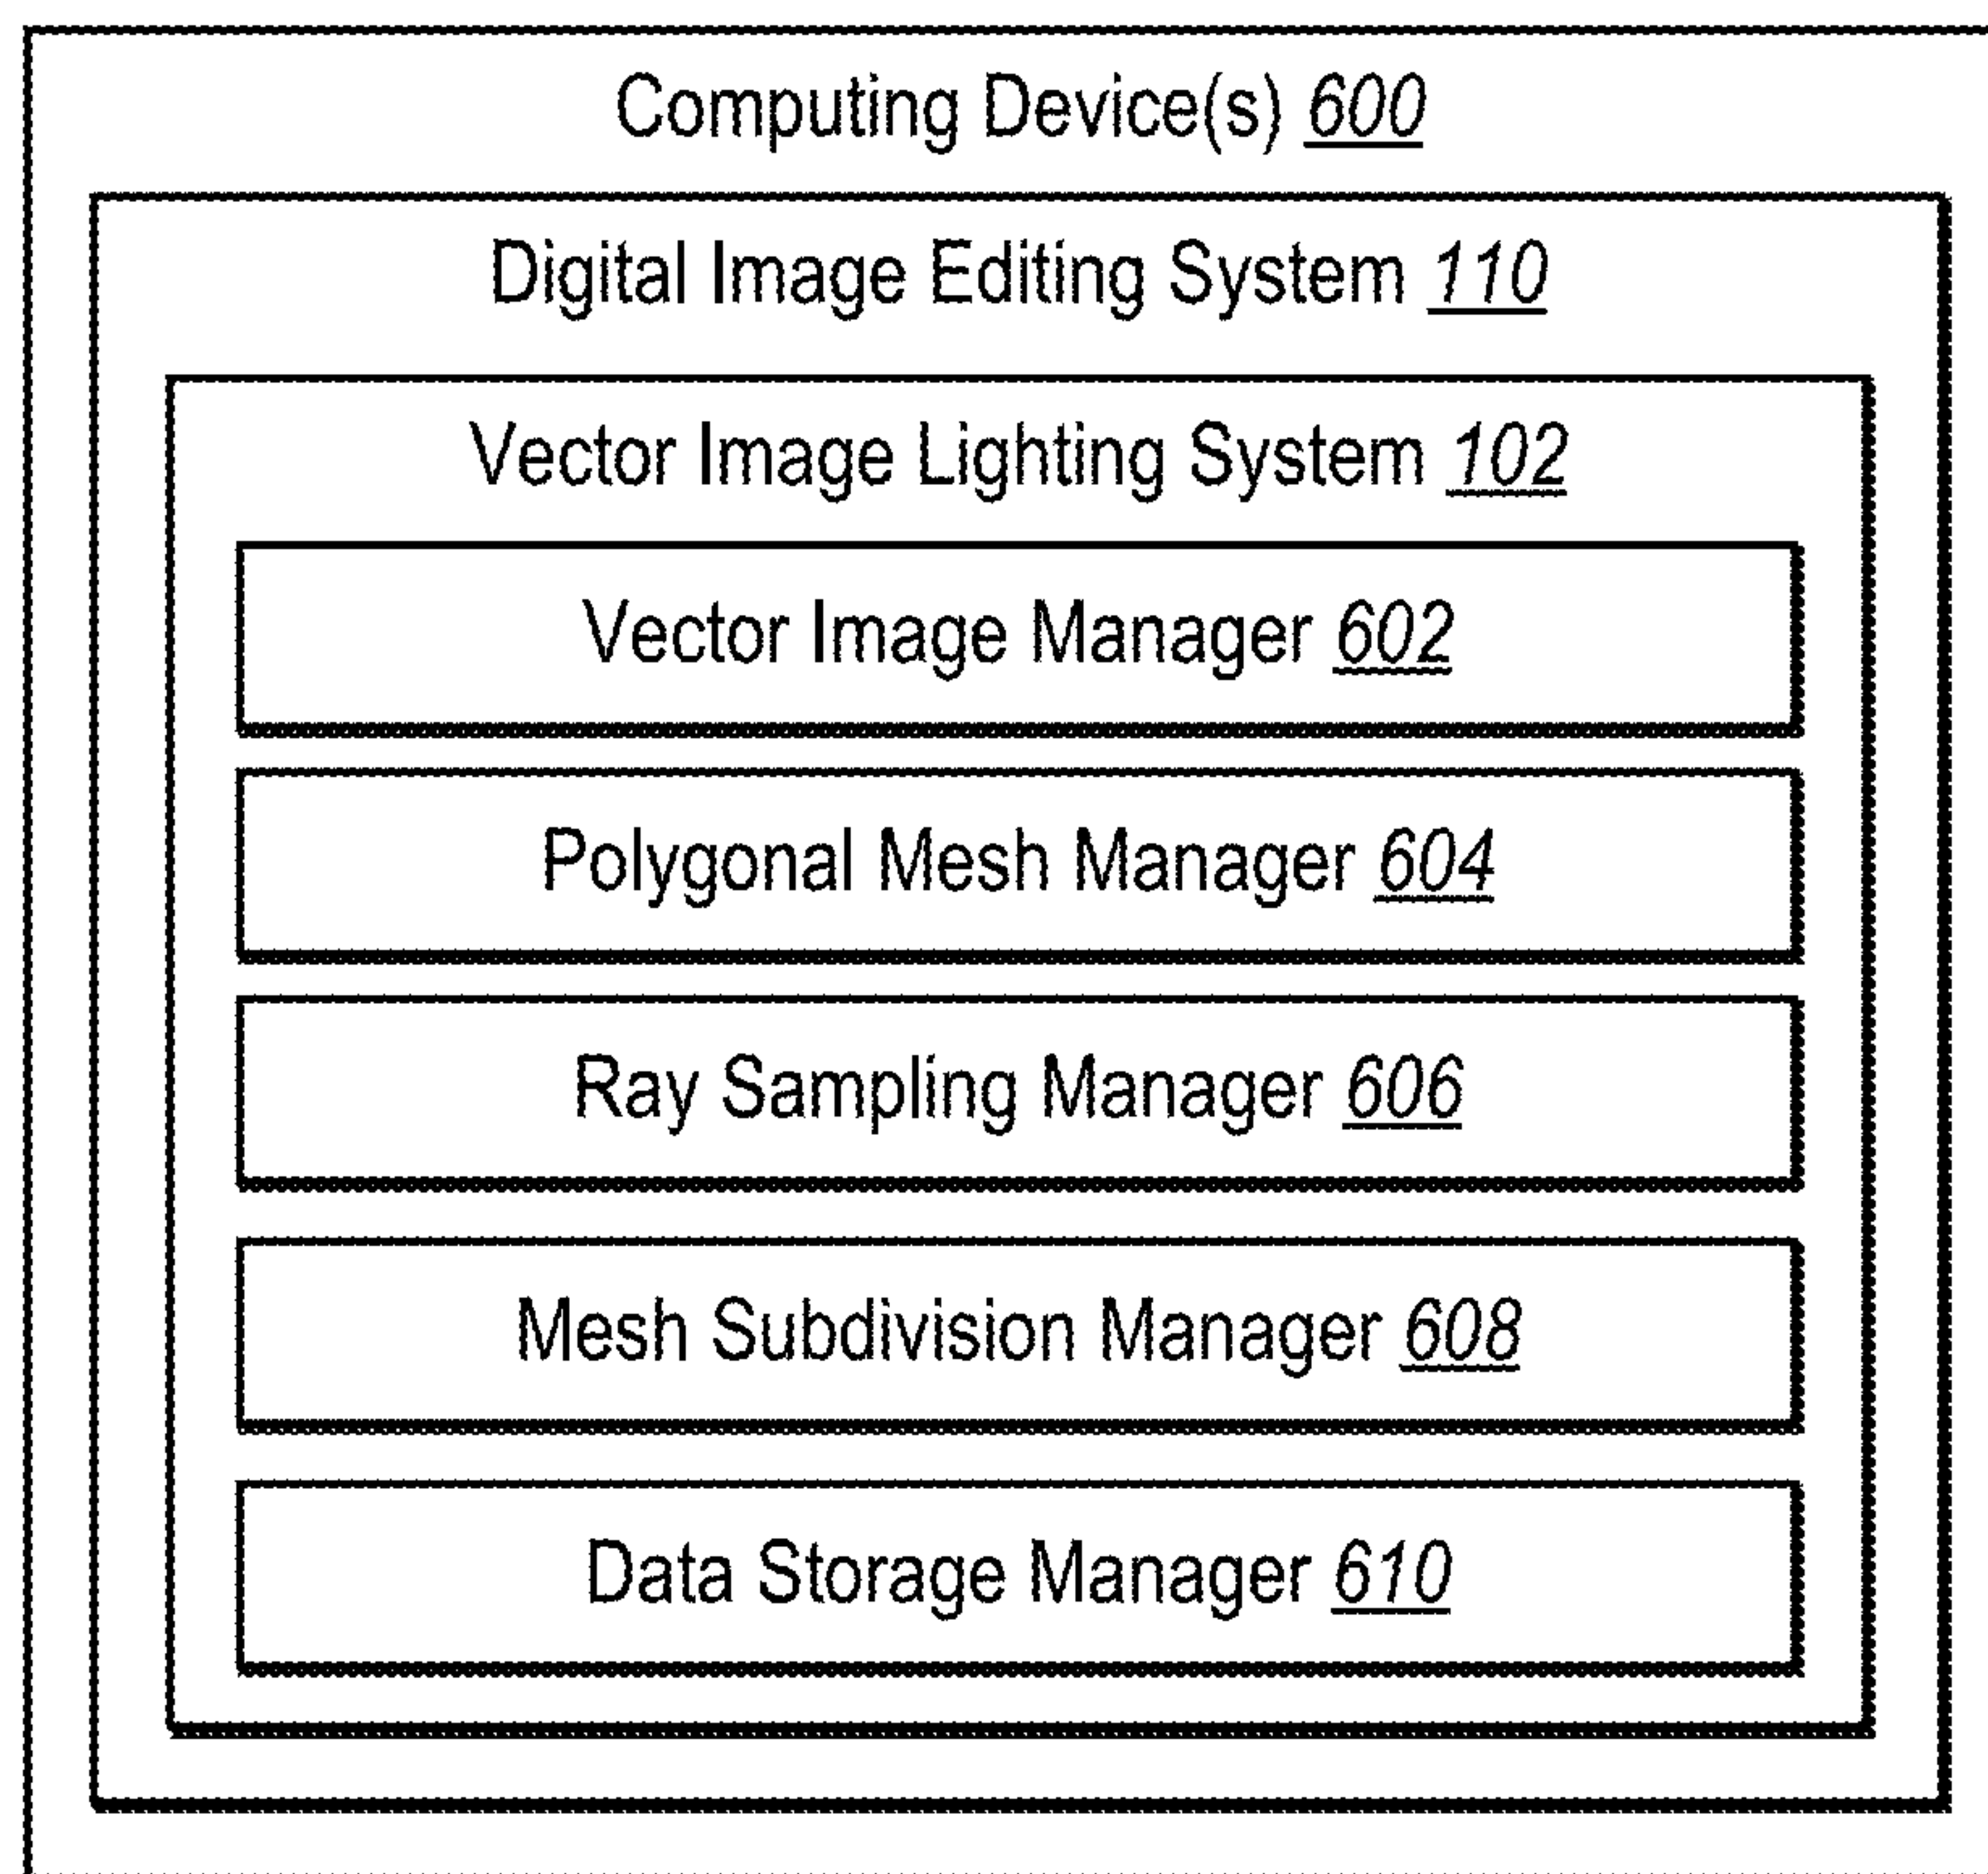 Computing Device(s) 600
Digital Image Editing System 110
Vector Image Lighting System 102
Vector Image Manager 602
Polygonal Mesh Manager 604
Ray Sampling Manager 606
Mesh Subdivision Manager 608
Data Storage Manager 610